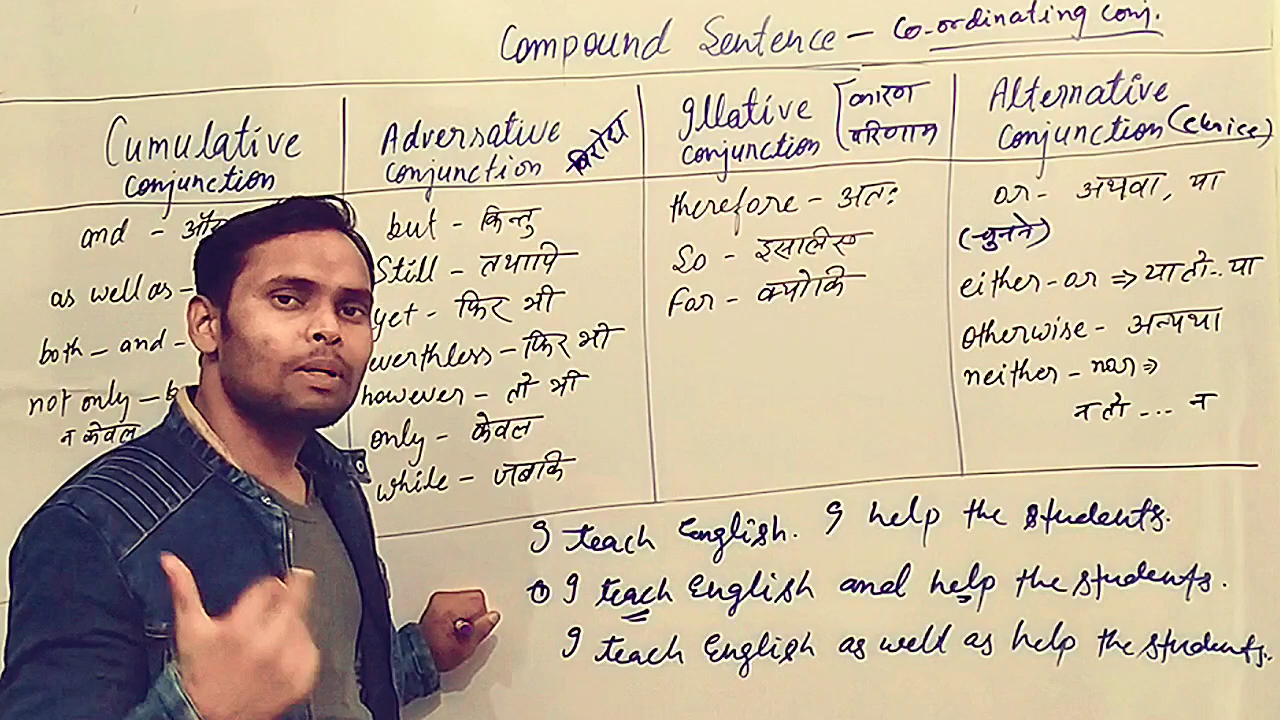 Compound Sentence - Co-ordinating conj.
Cumulative
conjunction
and -
as well as -
both - and -
not only -
न केवल
Adversative
conjunction विरोध
but - किन्तु
Still - तथापि
yet - फिर भी
however - तो भी
only - केवल
while - जबकि
Illative
conjunction
कारण
परिणाम
therefore - अतः
So - इसलिए
For - क्योकि
Alternative
conjunction (choice)
or - अथवा, या
(चुनने)
either - or ⇒ या तो .. या
otherwise - अन्यथा
neither - nor ⇒
न तो ... न
I teach English. I help the students.
I teach English and help the students.
I teach English as well as help the students.